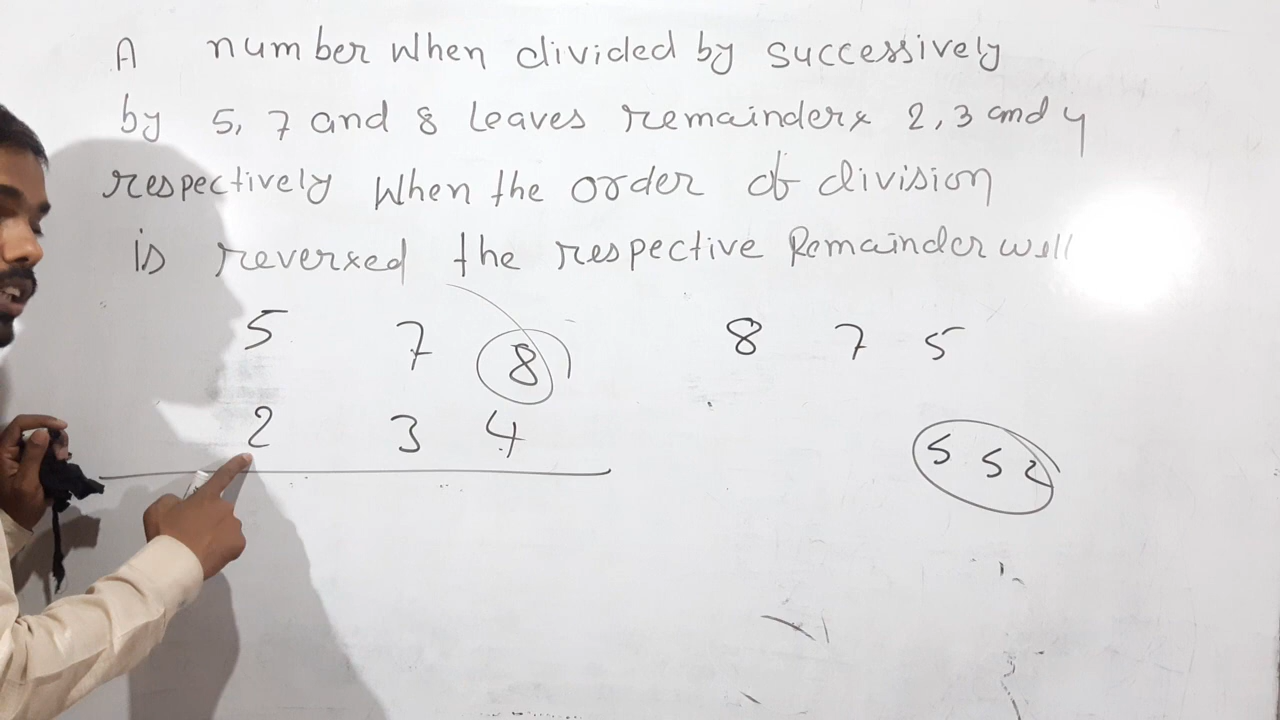 A number when divided by successively
by 5, 7 and 8 leaves remainders 2, 3 and 4
respectively when the order of division
is reversed the respective Remainder will
5 7 8 8 7 5
2 3 4 5 5 2